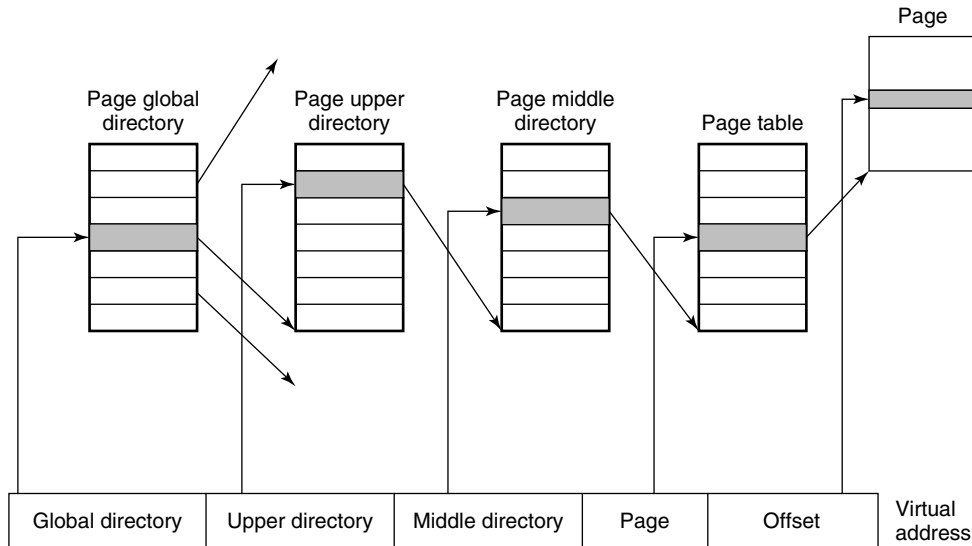 Page
Page global
directory
Page upper
directory
Page middle
directory
Page table
Global directory
Upper directory
Middle directory
Page
Offset
Virtual
address